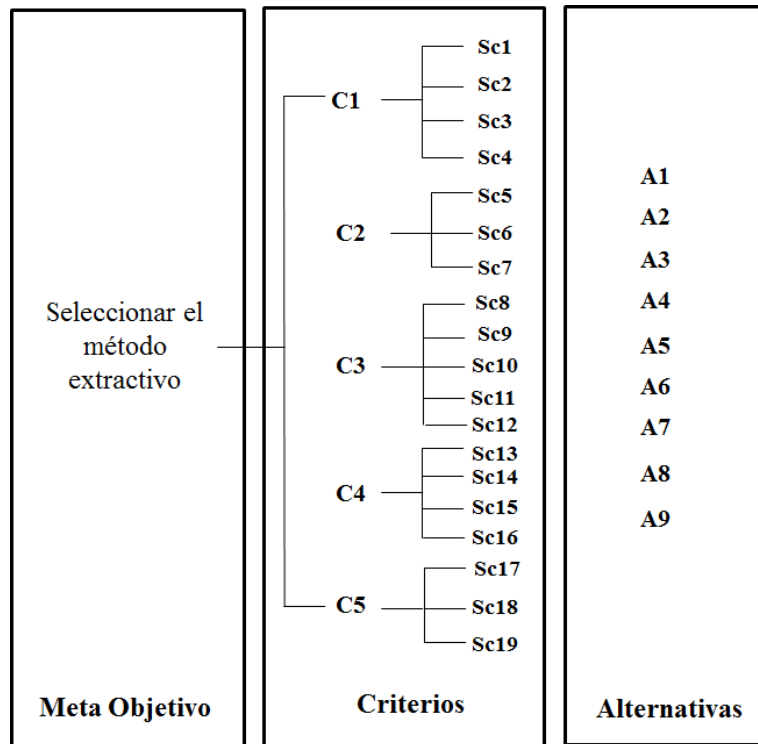 Seleccionar el
método
extractivo
Meta Objetivo
C1
Sc1
Sc2
Sc3
Sc4
C2
Sc5
Sc6
Sc7
C3
Sc8
Sc9
Sc10
Sc11
Sc12
C4
Sc13
Sc14
Sc15
Sc16
C5
Sc17
Sc18
Sc19
Criterios
A1
A2
A3
A4
A5
A6
A7
A8
A9
Alternativas